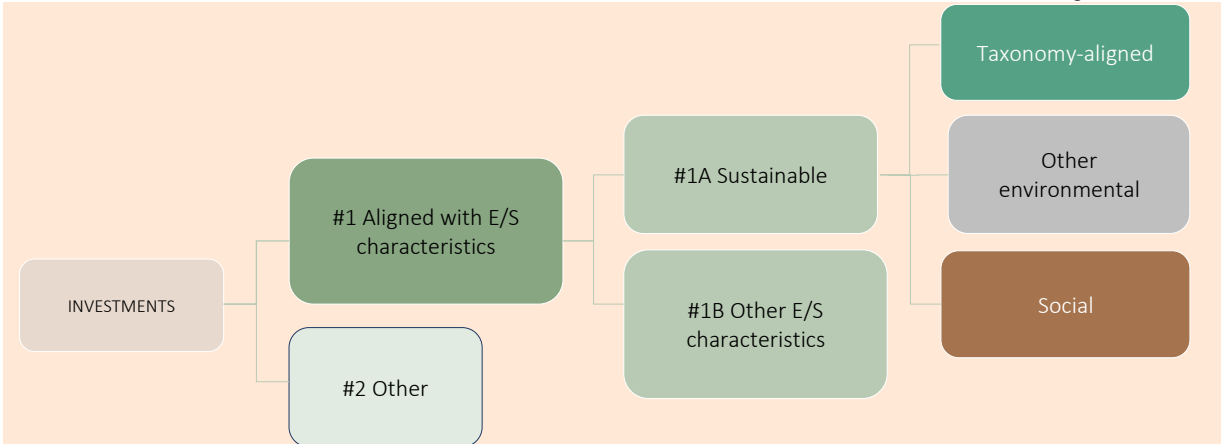 Taxonomy-aligned
Other
environmental
#1A Sustainable
#1 Aligned with E/S
characteristics
Social
#1B Other E/S
characteristics
INVESTMENTS
#2 Other